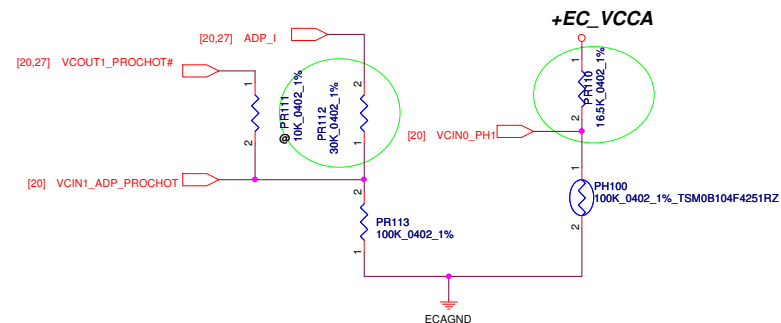 +EC_VCCA
[20,27] ADP_I
[20,27] VCOUT1_PROCHOT#
1
2
@ PR111
10K_0402_1%
2
1
PR112
30K_0402_1%
1
2
PR110
16.5K_0402_1%
[20] VCIN0_PH1
[20] VCIN1_ADP_PROCHOT
2
1
PR113
100K_0402_1%
1
2
PH100
100K_0402_1%_TSM0B104F4251RZ
ECAGND